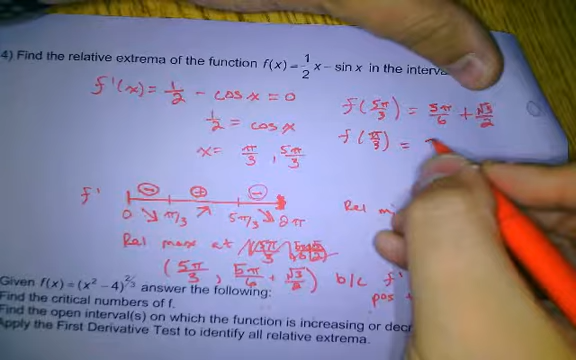 4) Find the relative extrema of the function f(x) = 1/2 x − sin x in the interva
f'(x) = 1/2 − cos x = 0
1/2 = cos x
x = π/3 , 5π/3
f(5π/3) = 5π/6 + √3/2
f(π/3) =
f' − + −
0 π/3 5π/3 2π
Rel m
Rel max at
(5π/3 , 5π/6 + √3/2) b/c f'
pos
Given f(x) = (x² − 4)^2/3 answer the following:
Find the critical numbers of f.
Find the open interval(s) on which the function is increasing or decr
Apply the First Derivative Test to identify all relative extrema.